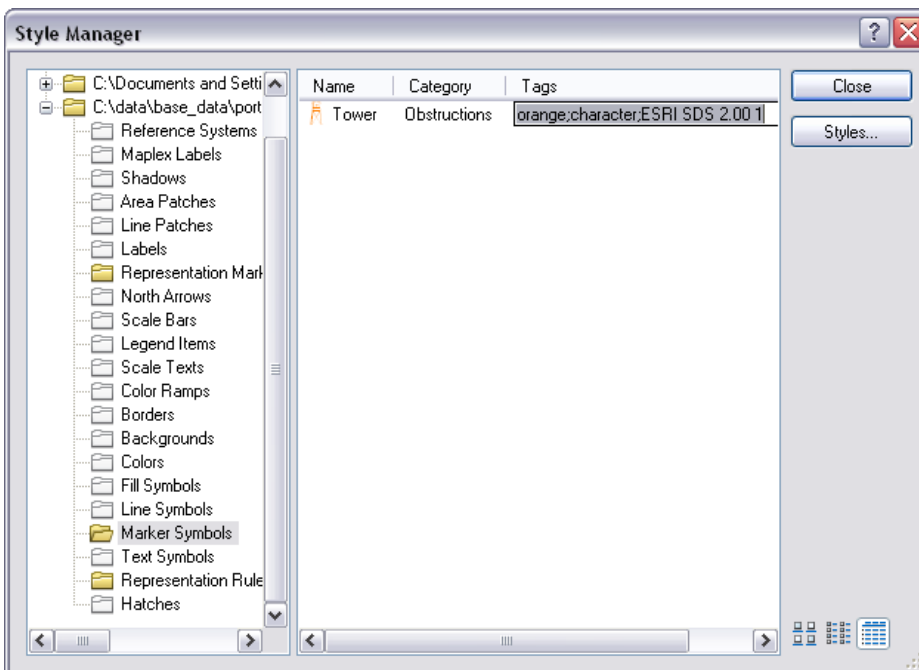 Style Manager
C:\Documents and Setti
C:\data\base_data\port
Reference Systems
Maplex Labels
Shadows
Area Patches
Line Patches
Labels
Representation Mark
North Arrows
Scale Bars
Legend Items
Scale Texts
Color Ramps
Borders
Backgrounds
Colors
Fill Symbols
Line Symbols
Marker Symbols
Text Symbols
Representation Rule
Hatches
Name Category Tags
Tower Obstructions orange;character;ESRI SDS 2.00 1
Close
Styles...